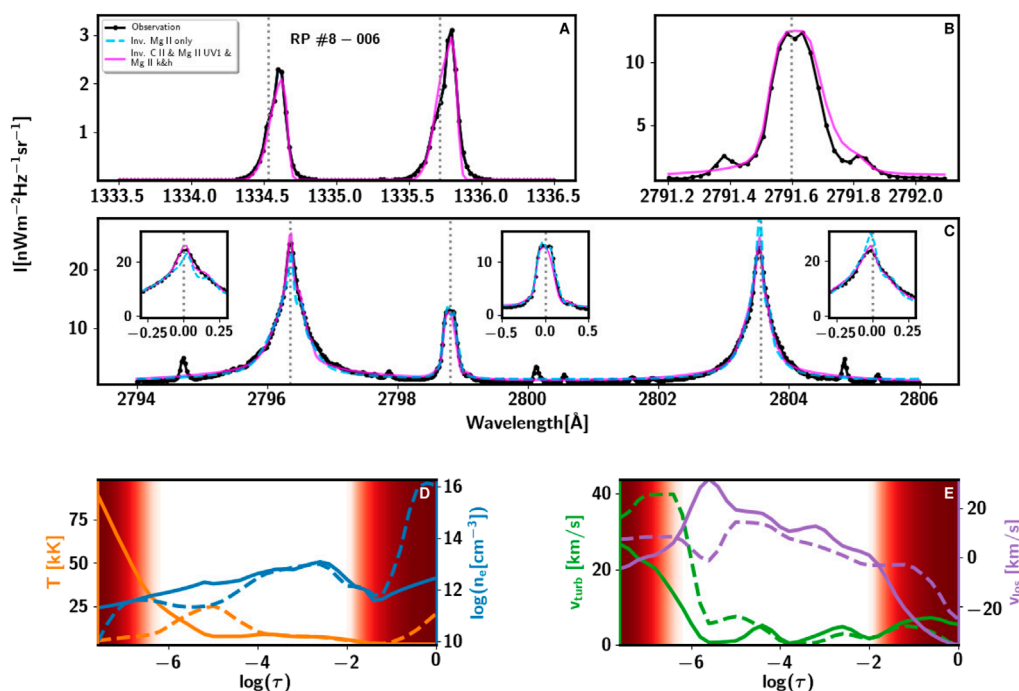 A
RP #8 – 006
Observation
Inv. Mg II only
Inv. C II & Mg II UV1 &
Mg II k&h
3
2
1
1333.5 1334.0 1334.5 1335.0 1335.5 1336.0 1336.5
B
10
5
2791.2 2791.4 2791.6 2791.8 2792.0
I[nWm−2Hz−1sr−1]
C
20
10
20
0
−0.25 0.00 0.25
10
0
−0.5 0.0 0.5
20
0
−0.25 0.00 0.25
2794 2796 2798 2800 2802 2804 2806
Wavelength[Å]
D
T [kK]
75
50
25
16
14
13
12
11
10
log(ne[cm−3])
−6 −4 −2 0
log(τ)
E
vturb [km/s]
40
20
0
20
0
−20
vlos [km/s]
−6 −4 −2 0
log(τ)